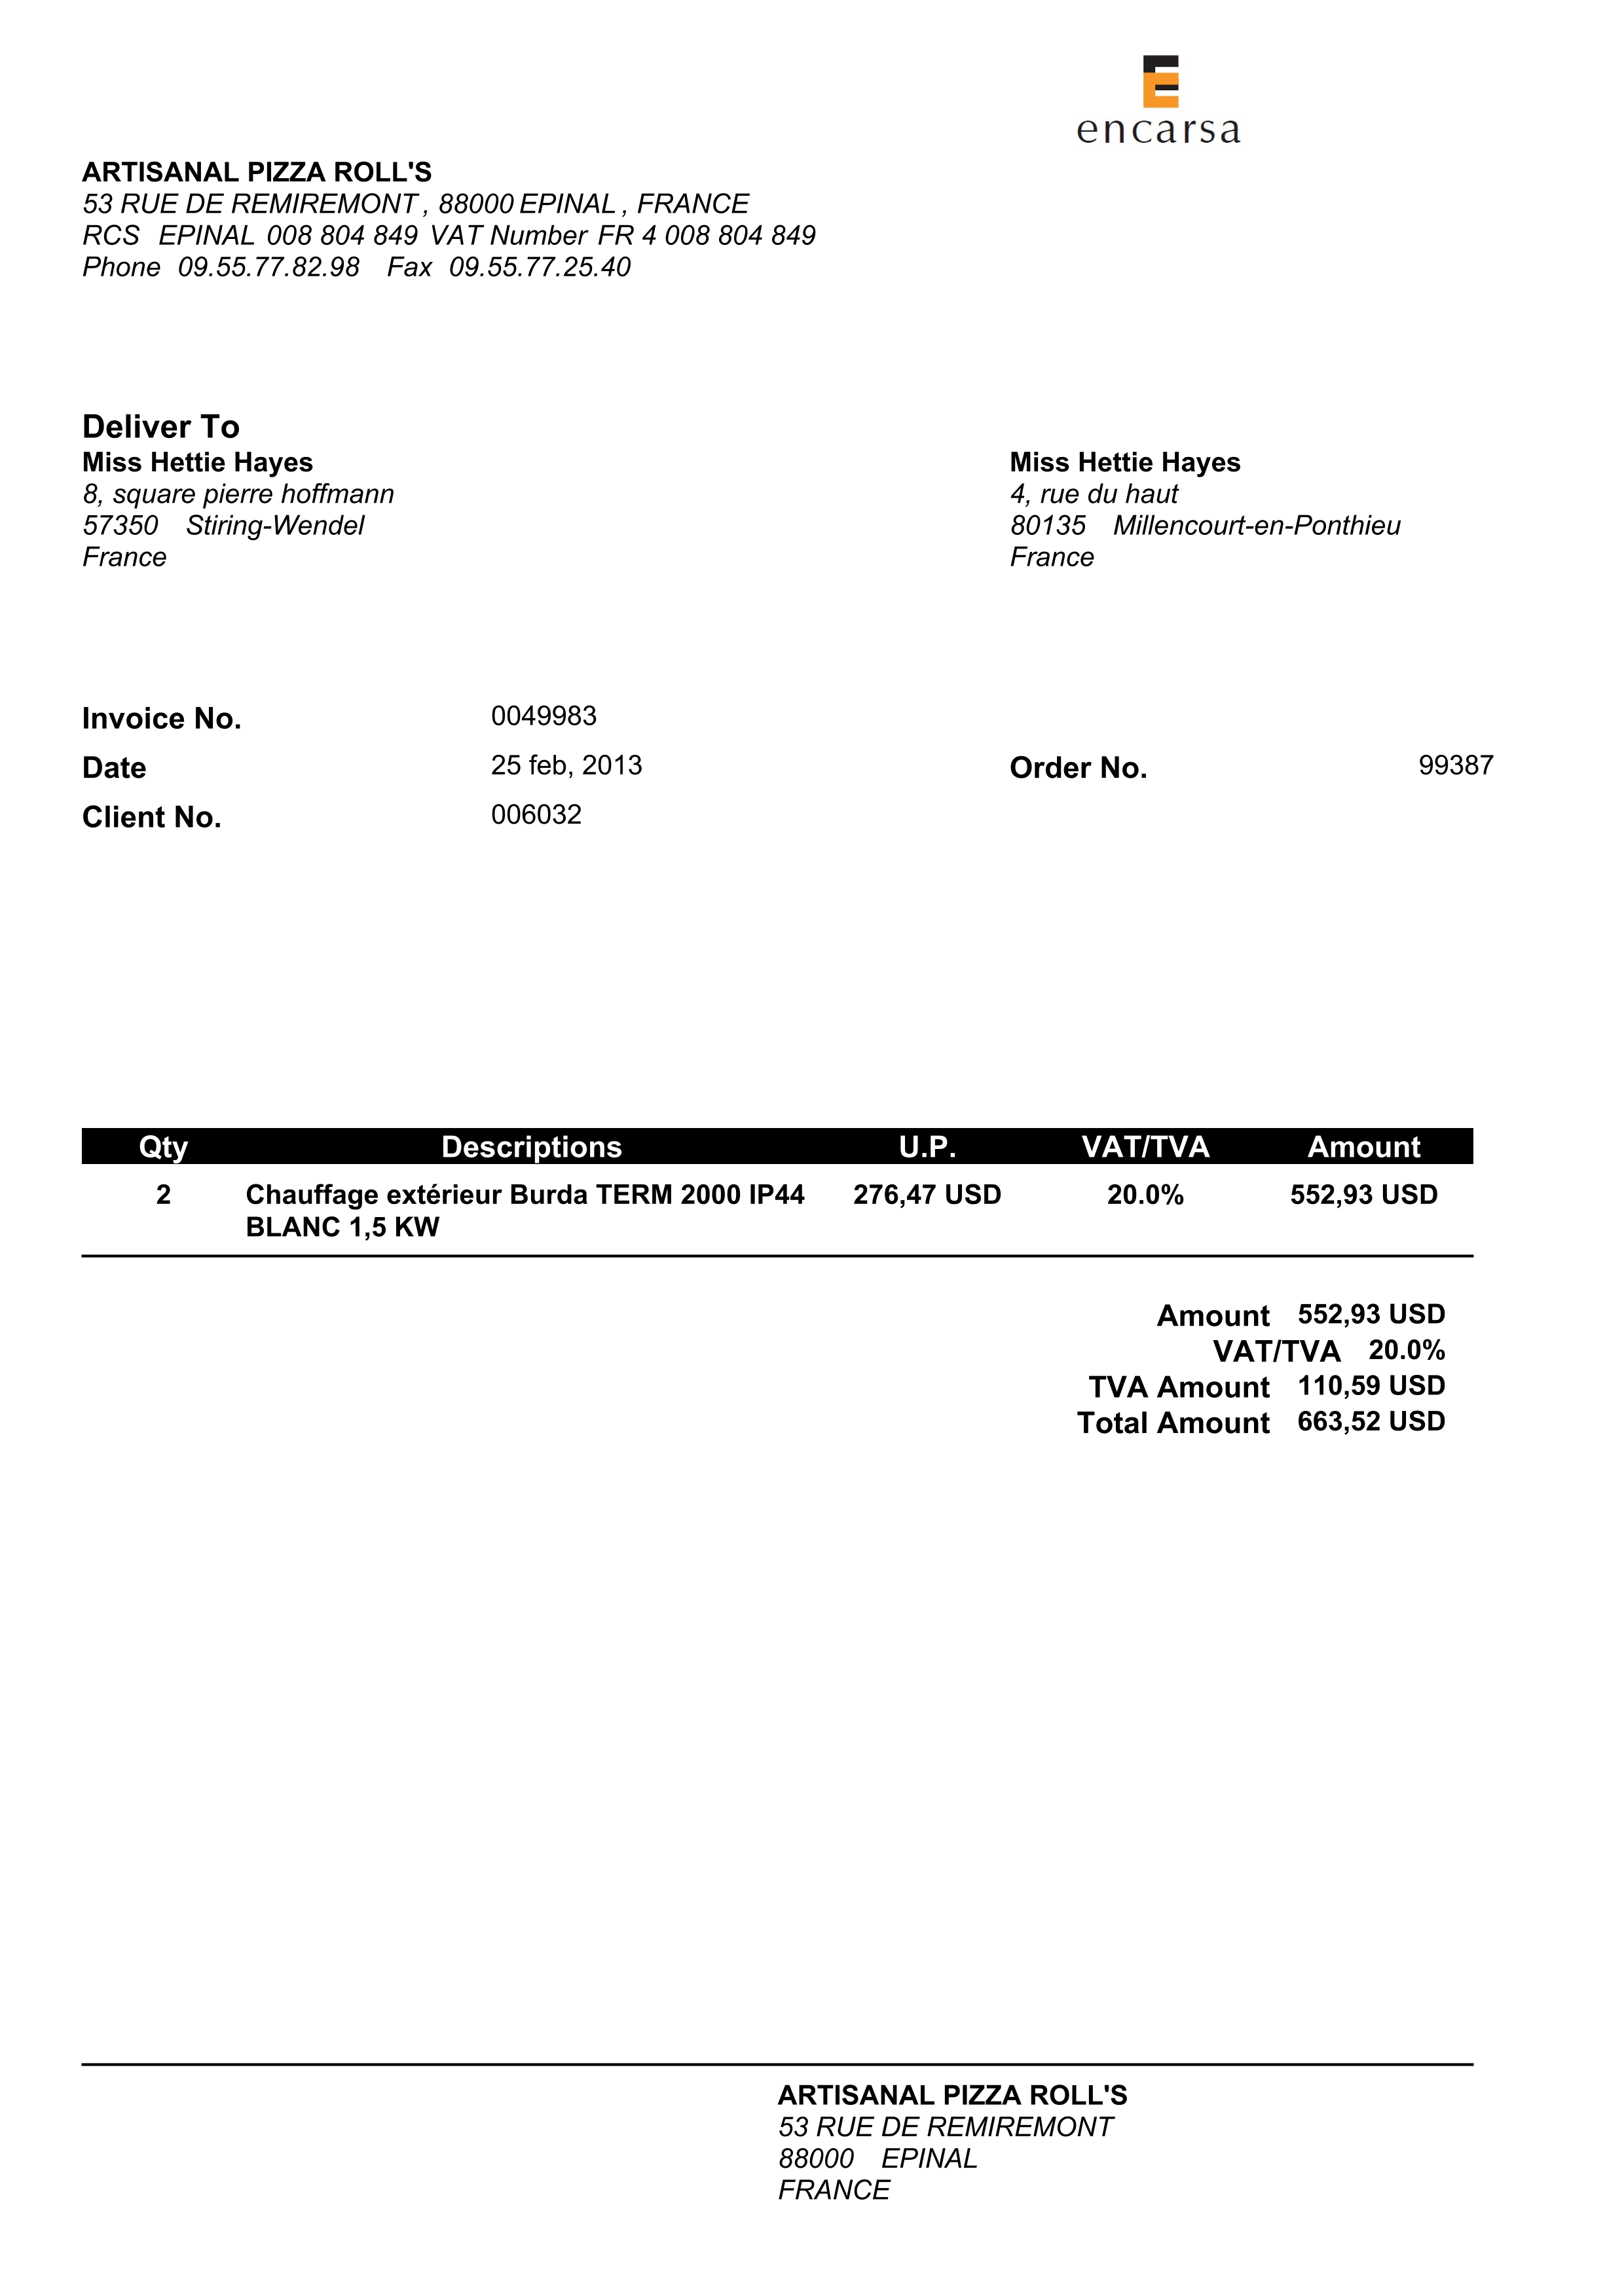 encarsa
ARTISANAL PIZZA ROLL'S
53 RUE DE REMIREMONT , 88000 EPINAL , FRANCE
RCS EPINAL 008 804 849 VAT Number FR 4 008 804 849
Phone 09.55.77.82.98 Fax 09.55.77.25.40
Deliver To
Miss Hettie Hayes
8, square pierre hoffmann
57350 Stiring-Wendel
France
Miss Hettie Hayes
4, rue du haut
80135 Millencourt-en-Ponthieu
France
Invoice No. 0049983
Date 25 feb, 2013 Order No. 99387
Client No. 006032
Qty Descriptions U.P. VAT/TVA Amount
2 Chauffage extérieur Burda TERM 2000 IP44 276,47 USD 20.0% 552,93 USD
BLANC 1,5 KW
Amount 552,93 USD
VAT/TVA 20.0%
TVA Amount 110,59 USD
Total Amount 663,52 USD
ARTISANAL PIZZA ROLL'S
53 RUE DE REMIREMONT
88000 EPINAL
FRANCE